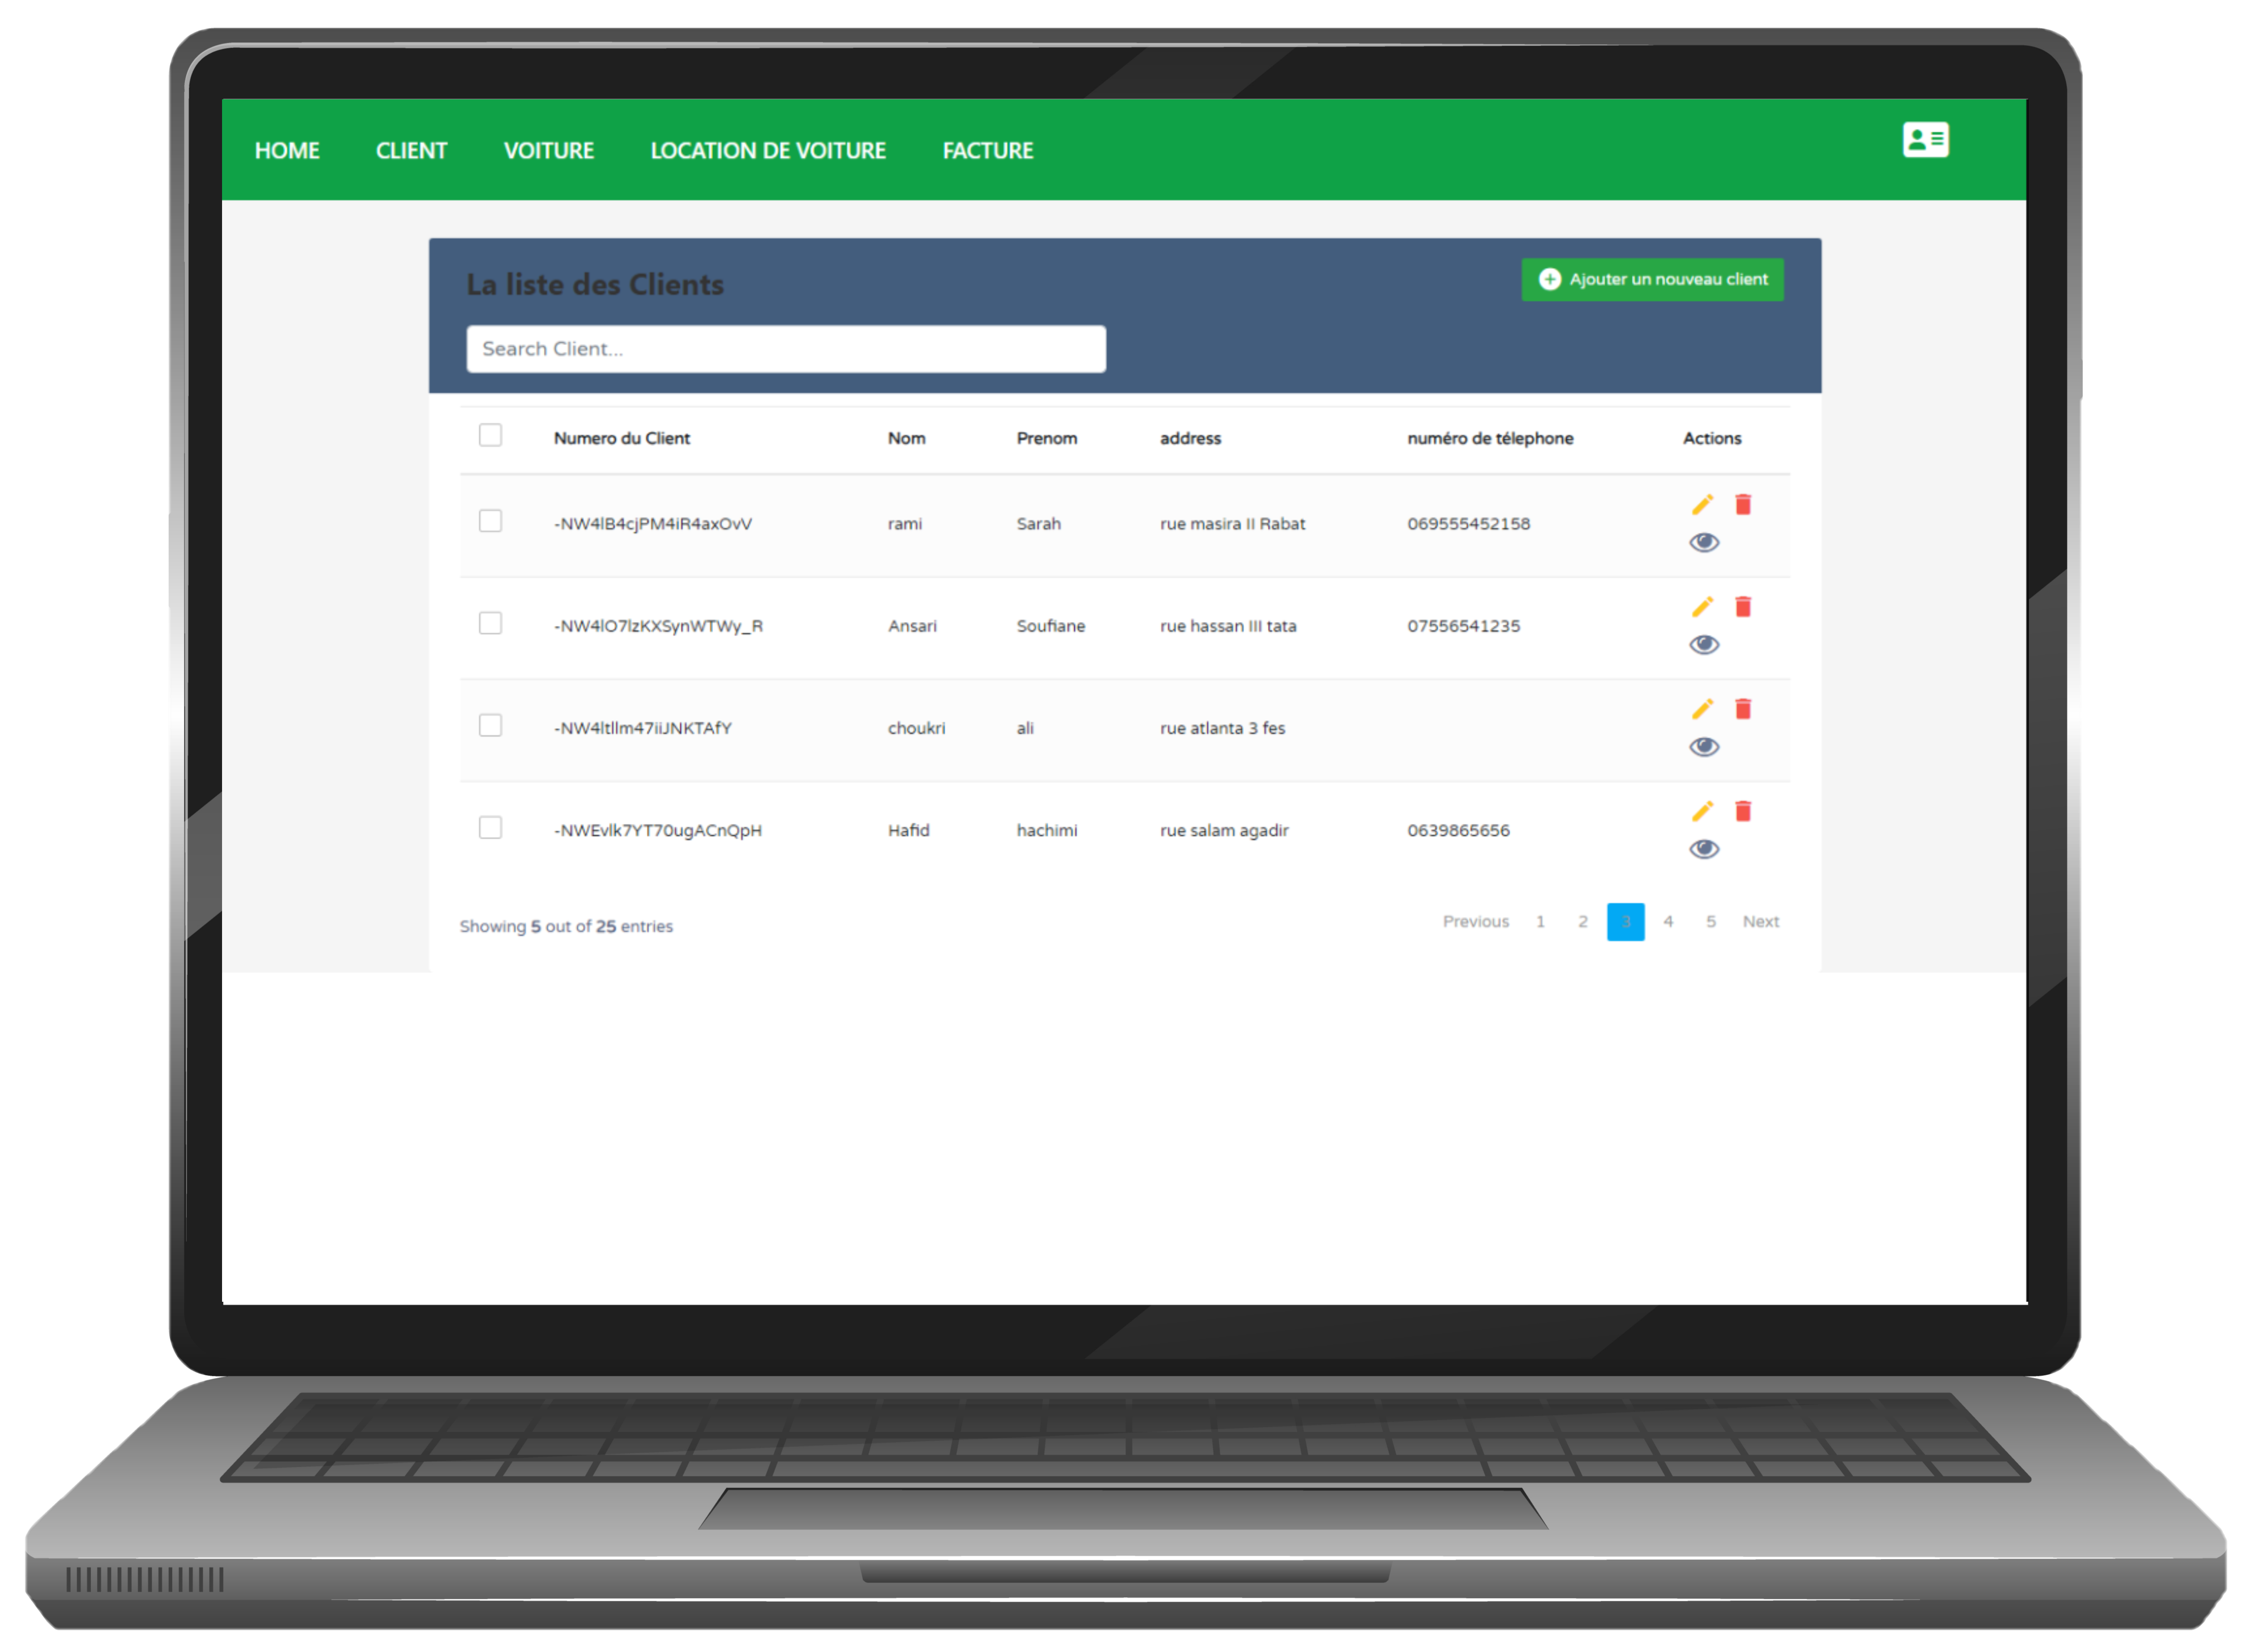 HOME CLIENT VOITURE LOCATION DE VOITURE FACTURE
La liste des Clients
Ajouter un nouveau client
Search Client...
Numero du Client Nom Prenom address numéro de télephone Actions
-NW4lB4cjPM4iR4axOvV rami Sarah rue masira II Rabat 069555452158
-NW4lO7lzKXSynWTWy_R Ansari Soufiane rue hassan III tata 07556541235
-NW4ltllm47iiJNKTAfY choukri ali rue atlanta 3 fes
-NWEvlk7YT70ugACnQpH Hafid hachimi rue salam agadir 0639865656
Showing 5 out of 25 entries
Previous 1 2 3 4 5 Next